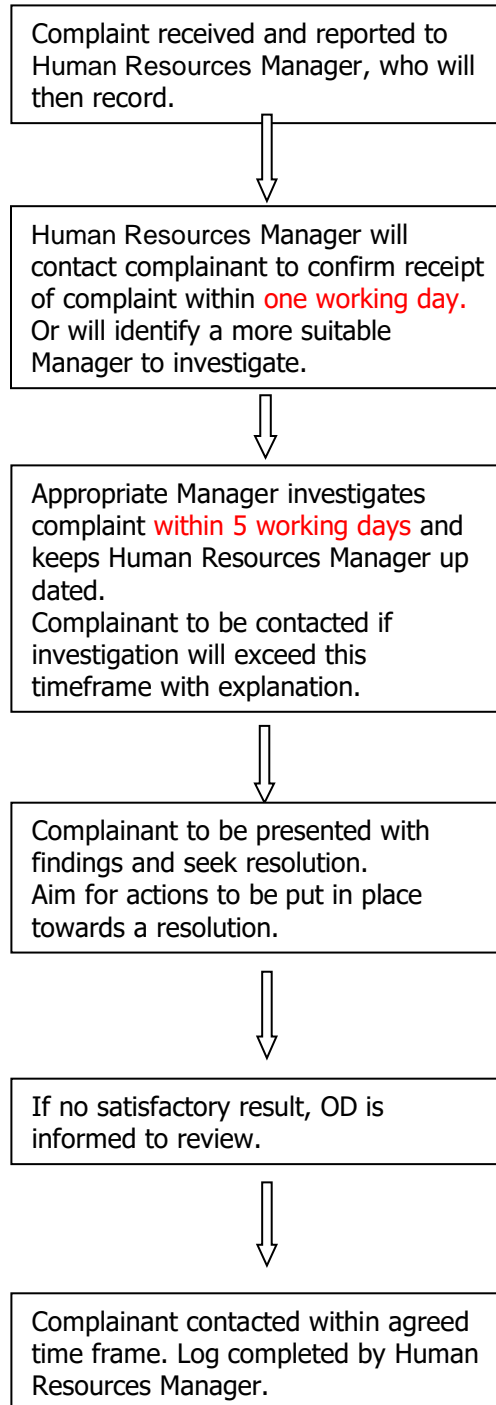 Complaint received and reported to
Human Resources Manager, who will
then record.
Human Resources Manager will
contact complainant to confirm receipt
of complaint within one working day.
Or will identify a more suitable
Manager to investigate.
Appropriate Manager investigates
complaint within 5 working days and
keeps Human Resources Manager up
dated.
Complainant to be contacted if
investigation will exceed this
timeframe with explanation.
Complainant to be presented with
findings and seek resolution.
Aim for actions to be put in place
towards a resolution.
If no satisfactory result, OD is
informed to review.
Complainant contacted within agreed
time frame. Log completed by Human
Resources Manager.